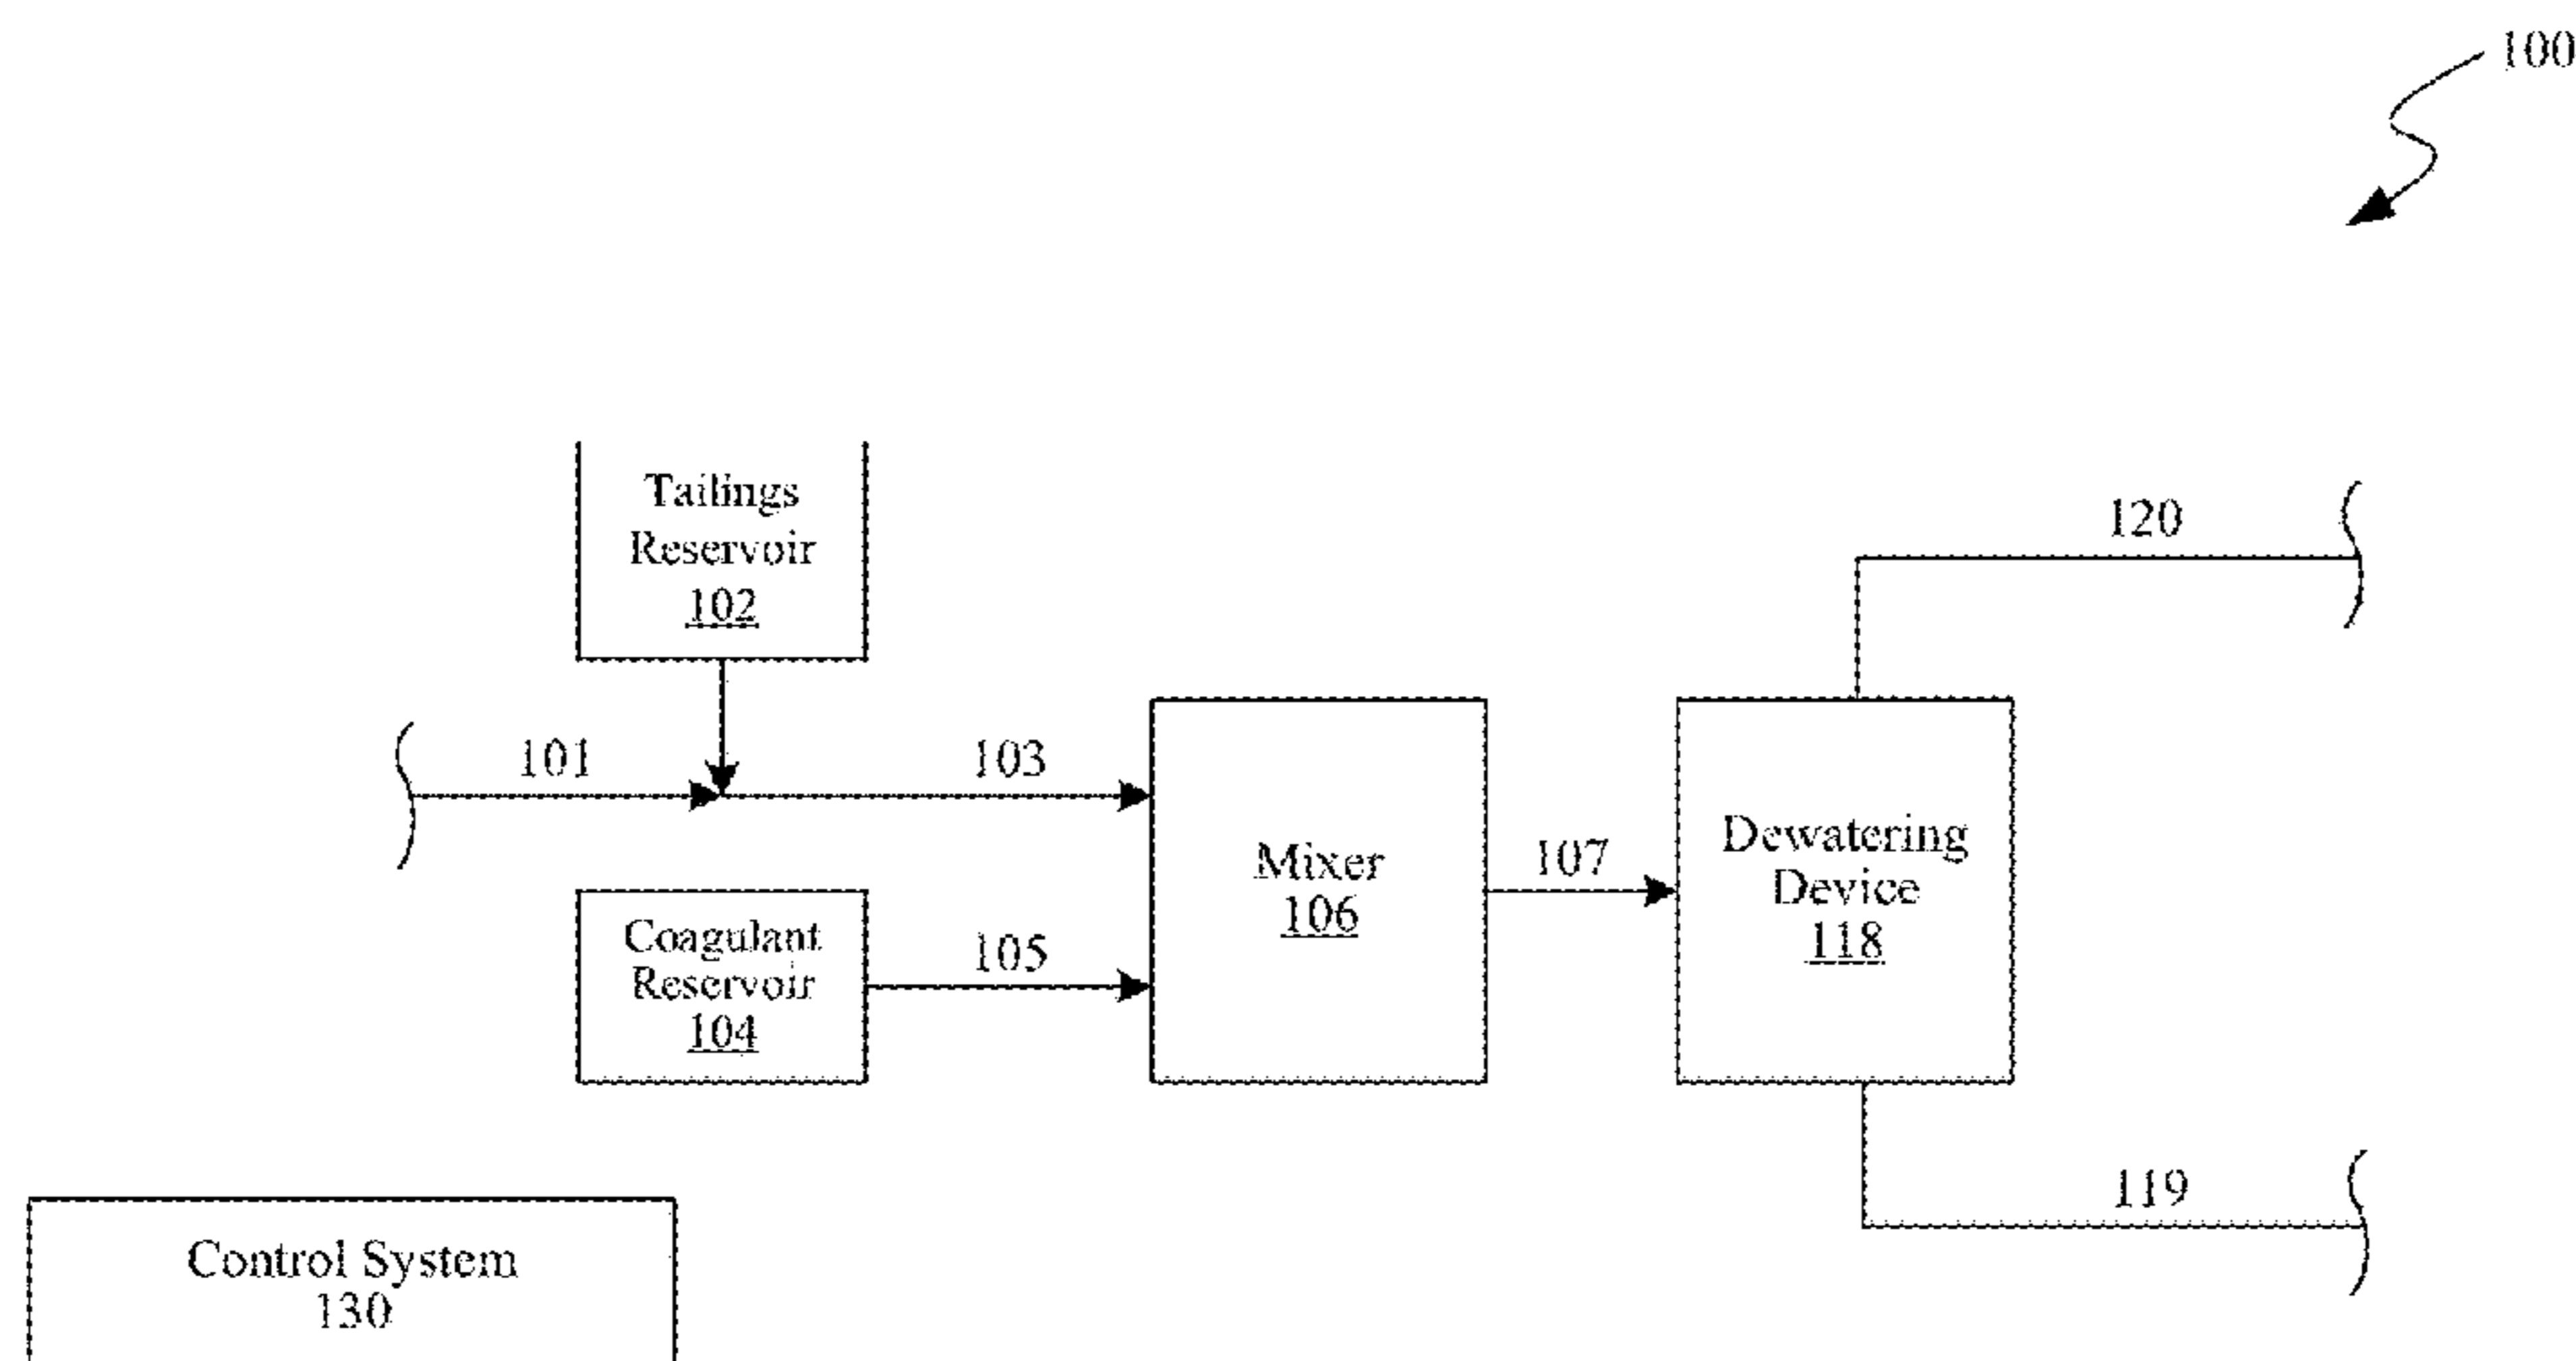 100
Tailings
Reservoir
102
120
101
103
Mixer
106
107
Dewatering
Device
118
Coagulant
Reservoir
104
105
119
Control System
130